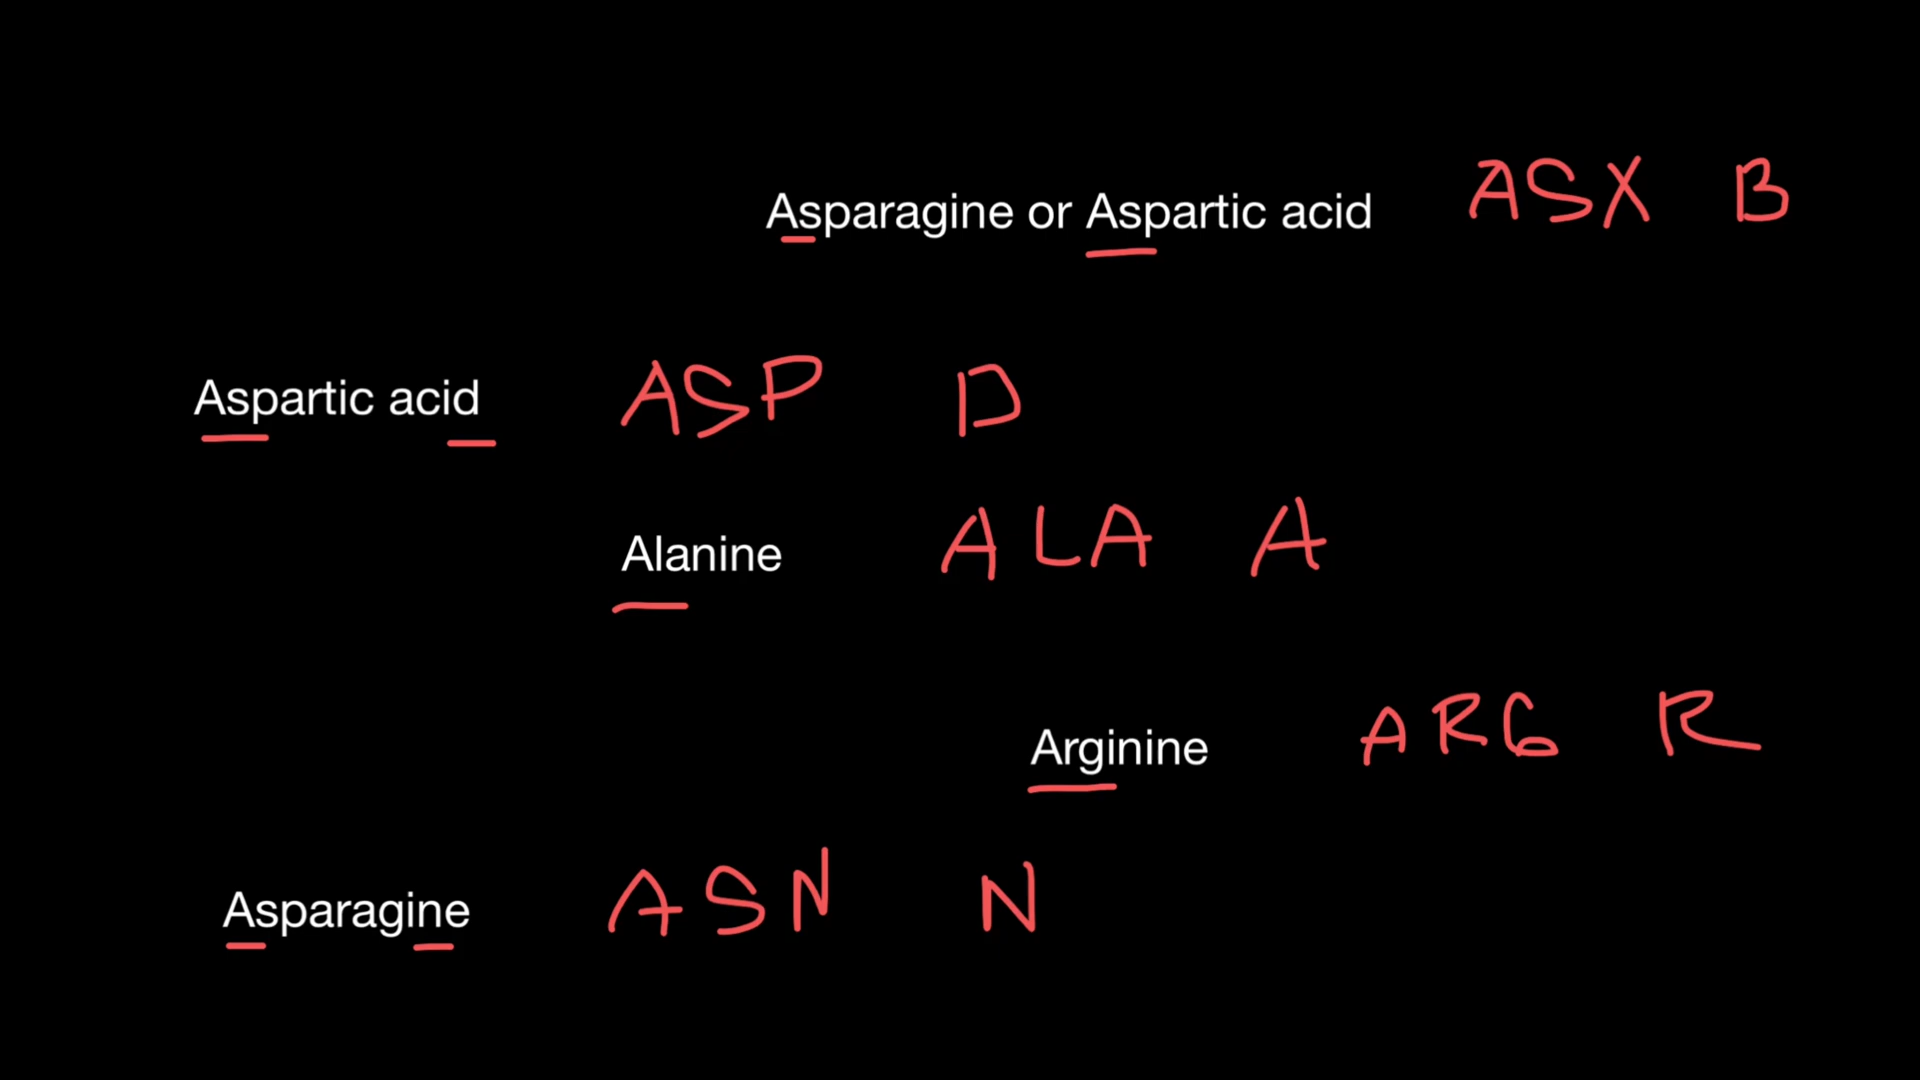 Asparagine or Aspartic acid ASX B
Aspartic acid ASP D
Alanine ALA A
Arginine ARG R
Asparagine ASN N